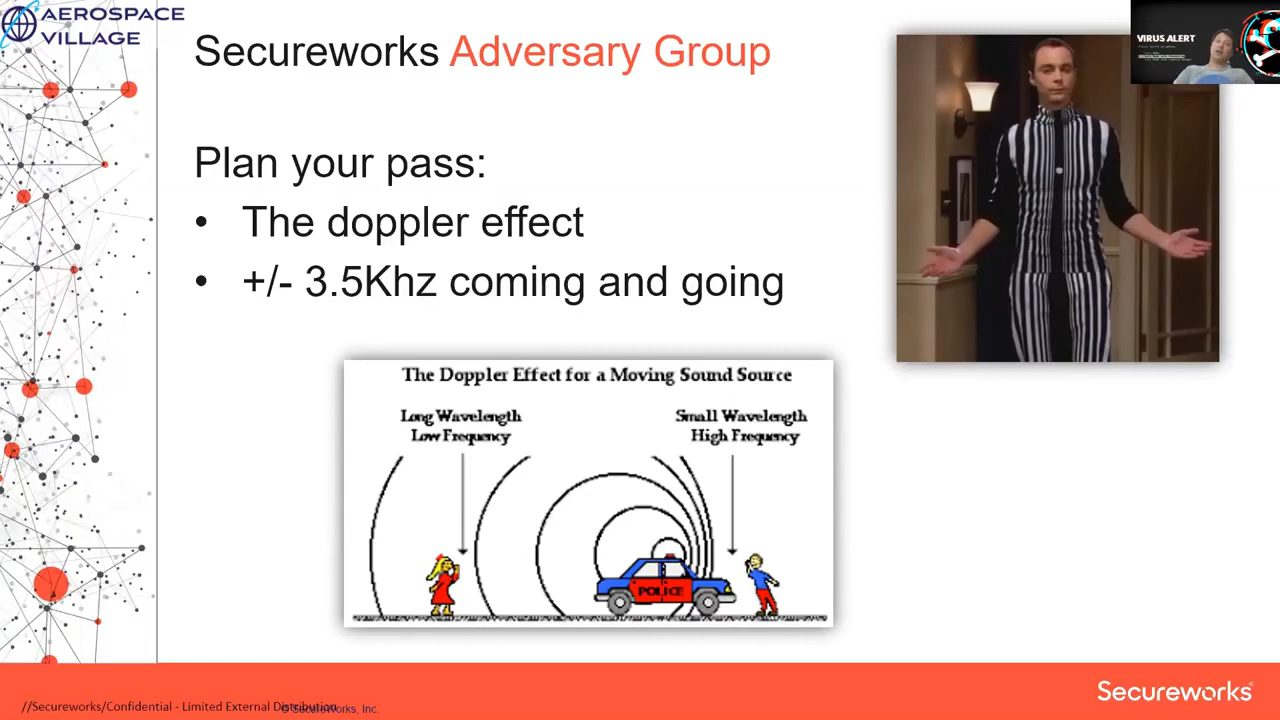 AEROSPACE
VILLAGE
Secureworks Adversary Group
VIRUS ALERT
Plan your pass:
• The doppler effect
• +/- 3.5Khz coming and going
The Doppler Effect for a Moving Sound Source
Long Wavelength
Low Frequency
Small Wavelength
High Frequency
POLICE
//Secureworks/Confidential - Limited External Distribution
© SecureWorks, Inc.
Secureworks